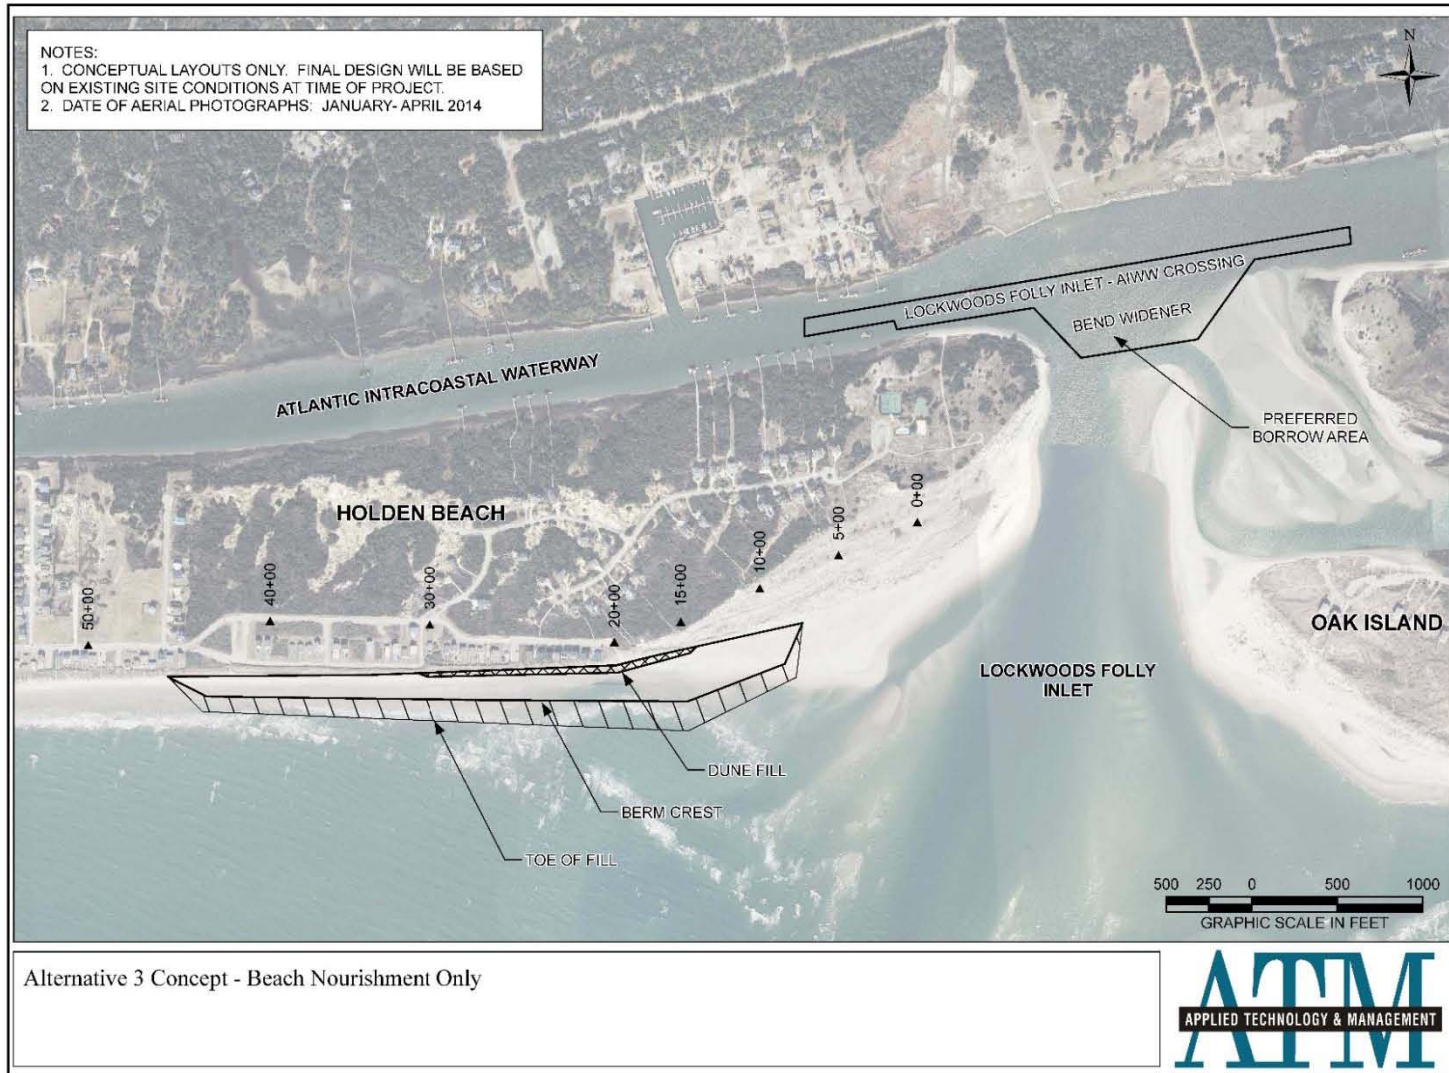 NOTES:
1. CONCEPTUAL LAYOUTS ONLY. FINAL DESIGN WILL BE BASED
ON EXISTING SITE CONDITIONS AT TIME OF PROJECT.
2. DATE OF AERIAL PHOTOGRAPHS: JANUARY- APRIL 2014
N
LOCKWOODS FOLLY INLET - AIWW CROSSING
BEND WIDENER
ATLANTIC INTRACOASTAL WATERWAY
PREFERRED
BORROW AREA
HOLDEN BEACH
50+00
40+00
30+00
20+00
15+00
10+00
5+00
0+00
OAK ISLAND
LOCKWOODS FOLLY
INLET
DUNE FILL
BERM CREST
TOE OF FILL
500 250 0 500 1000
GRAPHIC SCALE IN FEET
Alternative 3 Concept - Beach Nourishment Only
ATM
APPLIED TECHNOLOGY & MANAGEMENT